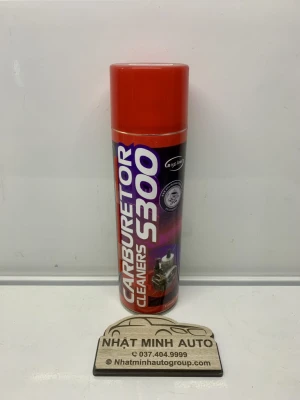 CARBURETOR
CLEANERS S300
NHẬT MINH AUTO
037.404.9999
Nhatminhautogroup.com